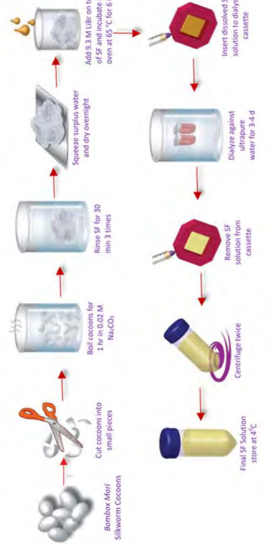 Bombox Mori
Silkworm Cocoons
Cut cocoons into
small pieces
Boil cocoons for
1 hr in 0.02 M
Na₂CO₃
Rinse SF for 30
min 3 times
Squeeze surplus water
and dry overnight
Add 9.3 M LiBr on
of SF and incubate
oven at 65 °C for 6
Insert dissolved
solution to
cassette
Dialyze against
ultrapure
water for 3-4 d
Remove SF
solution from
cassette
Centrifuge twice
Final SF Solution
store at 4⁰C